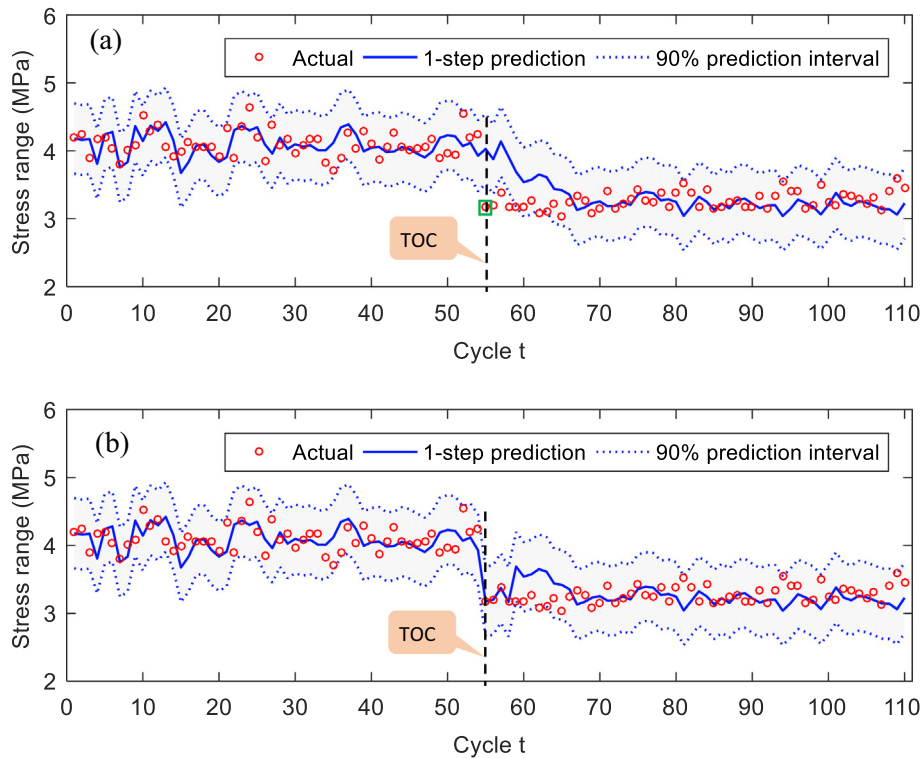 6
(a)
Actual 1-step prediction 90% prediction interval
5
4
3
2
Stress range (MPa)
TOC
0 10 20 30 40 50 60 70 80 90 100 110
Cycle t
6
(b)
Actual 1-step prediction 90% prediction interval
5
4
3
2
Stress range (MPa)
TOC
0 10 20 30 40 50 60 70 80 90 100 110
Cycle t